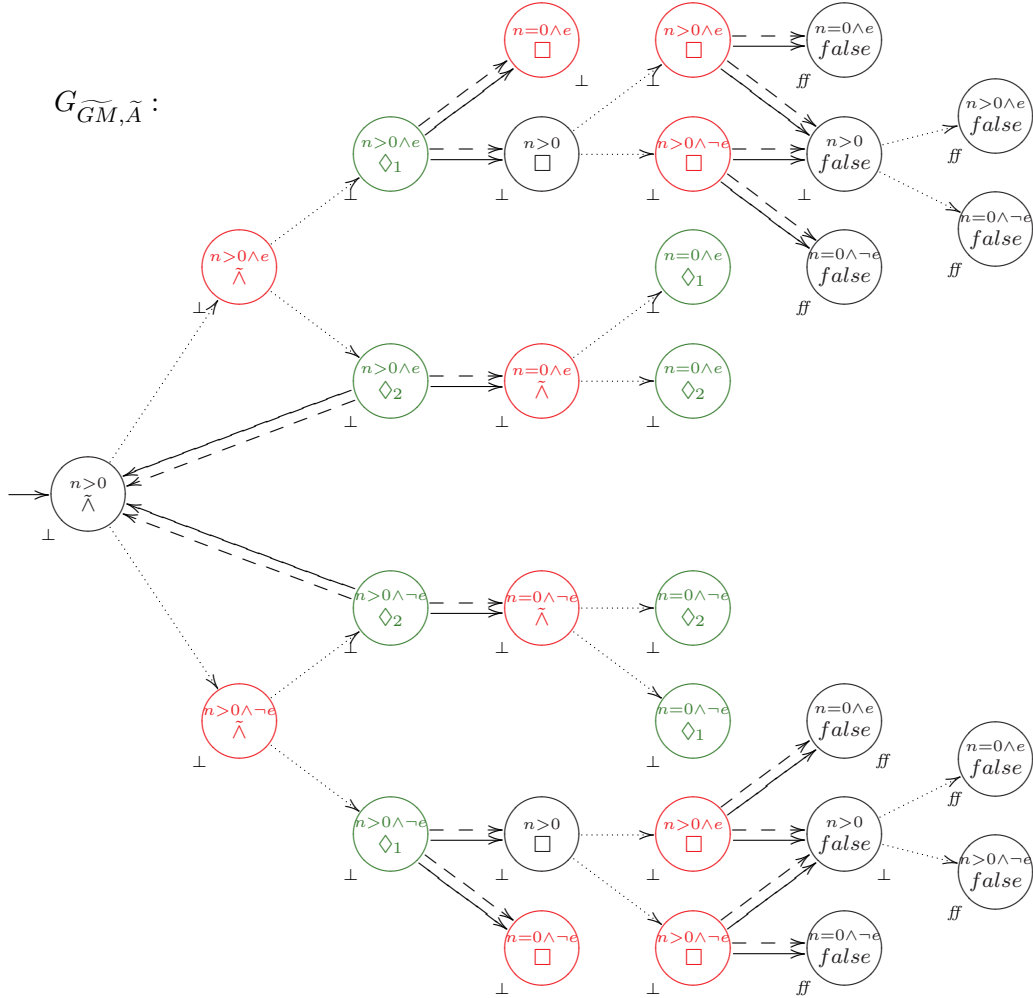 n=0∧e
□
⊥
n>0∧e
□
⊥
n=0∧e
false
ff
G_{\widetilde{GM},\widetilde{A}} :
n>0∧e
false
ff
n>0∧e
◊₁
⊥
n>0
□
⊥
n>0∧¬e
□
⊥
n>0
false
⊥
n=0∧¬e
false
ff
n>0∧e
∧̃
⊥
n=0∧e
◊₁
⊥
n=0∧¬e
false
ff
n>0∧e
◊₂
⊥
n=0∧e
∧̃
⊥
n=0∧e
◊₂
⊥
n>0
∧̃
⊥
n>0∧¬e
◊₂
⊥
n=0∧¬e
∧̃
⊥
n=0∧¬e
◊₂
⊥
n>0∧¬e
∧̃
⊥
n=0∧¬e
◊₁
⊥
n=0∧e
false
ff
n=0∧e
false
ff
n>0∧¬e
◊₁
⊥
n>0
□
⊥
n>0∧e
□
⊥
n>0
false
⊥
n>0∧¬e
false
ff
n=0∧¬e
□
⊥
n>0∧¬e
□
⊥
n=0∧¬e
false
ff